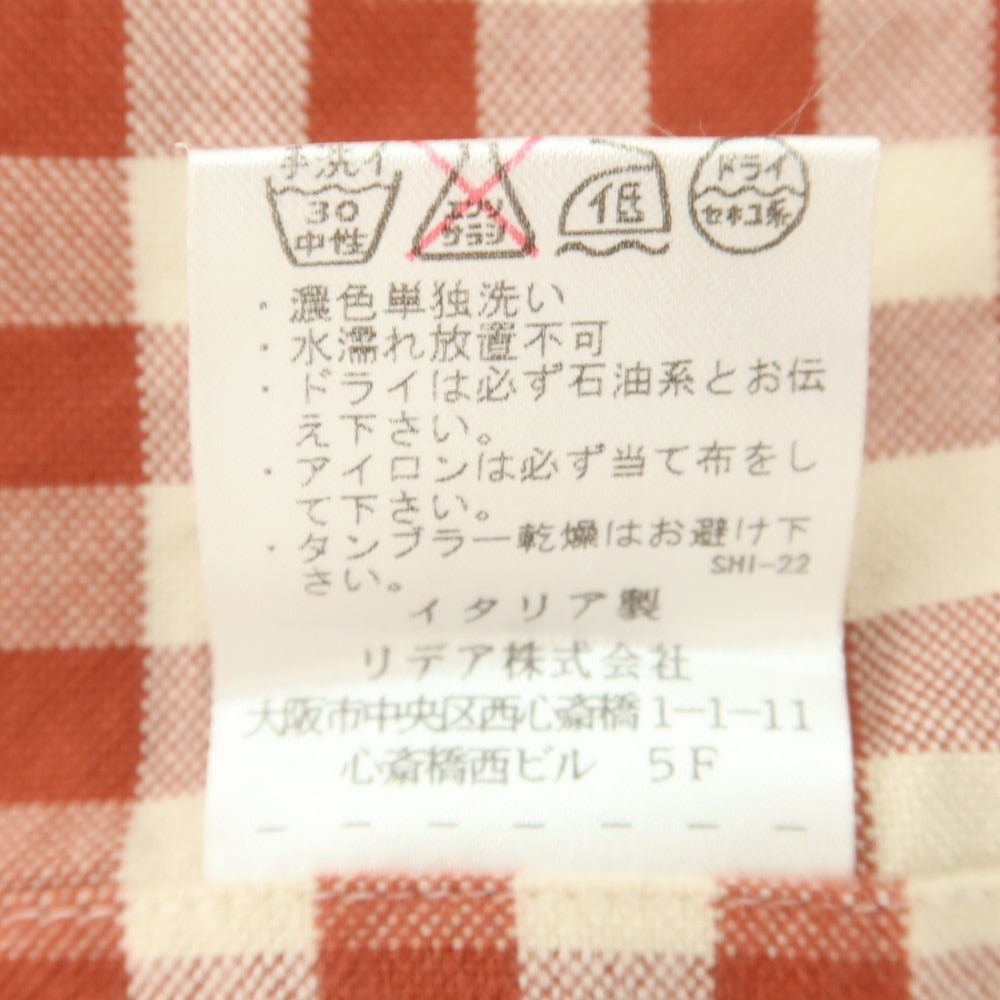 手洗イ
30
中性
エンソ
サラシ
低
ドライ
セキユ系
・濃色単独洗い
・水濡れ放置不可
・ドライは必ず石油系とお伝
え下さい。
・アイロンは必ず当て布をし
て下さい。
・タンブラー乾燥はお避け下
さい。
SHI-22
イタリア製
リデア株式会社
大阪市中央区西心斎橋1-1-11
心斎橋西ビル 5F